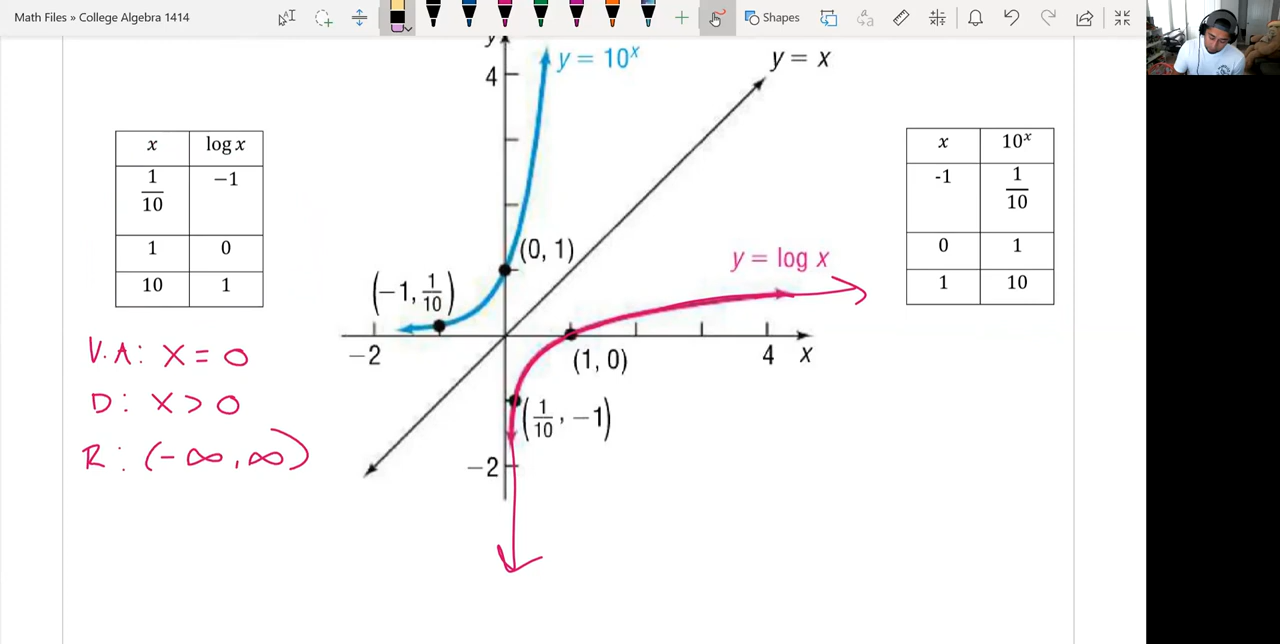 Math Files » College Algebra 1414
Shapes
y
4
y = 10ˣ
y = x
x log x
1/10 −1
1 0
10 1
x 10ˣ
-1 1/10
0 1
1 10
(0, 1)
y = log x
(−1, 1/10)
−2
(1, 0)
4 x
(1/10, −1)
−2
V.A: x = 0
D: x > 0
R: (-∞, ∞)